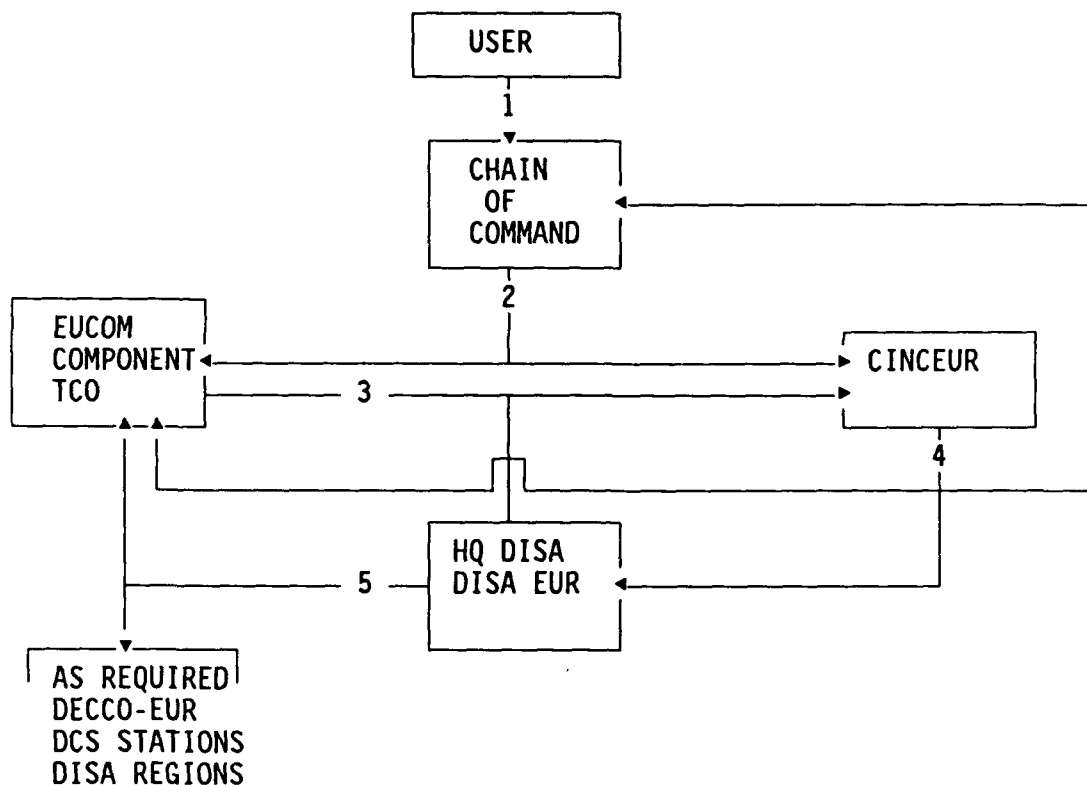 USER
1
CHAIN
OF
COMMAND
2
EUCOM
COMPONENT
TCO
3
CINCEUR
4
HQ DISA
DISA EUR
5
AS REQUIRED
DECCO-EUR
DCS STATIONS
DISA REGIONS